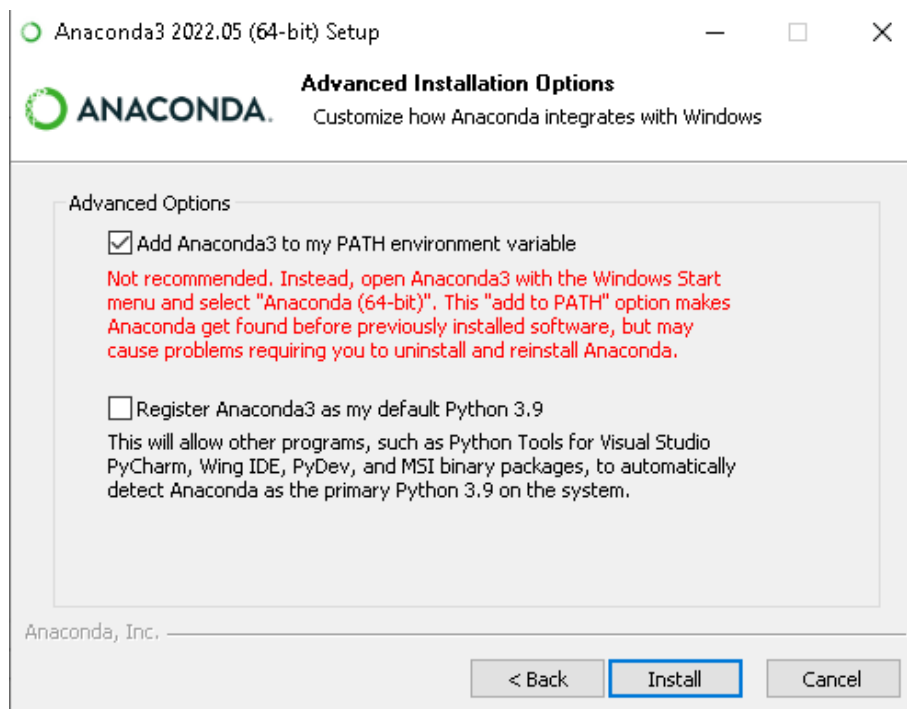 Anaconda3 2022.05 (64-bit) Setup
ANACONDA.
Advanced Installation Options
Customize how Anaconda integrates with Windows
Advanced Options
Add Anaconda3 to my PATH environment variable
Not recommended. Instead, open Anaconda3 with the Windows Start
menu and select "Anaconda (64-bit)". This "add to PATH" option makes
Anaconda get found before previously installed software, but may
cause problems requiring you to uninstall and reinstall Anaconda.
Register Anaconda3 as my default Python 3.9
This will allow other programs, such as Python Tools for Visual Studio
PyCharm, Wing IDE, PyDev, and MSI binary packages, to automatically
detect Anaconda as the primary Python 3.9 on the system.
Anaconda, Inc.
< Back Install Cancel